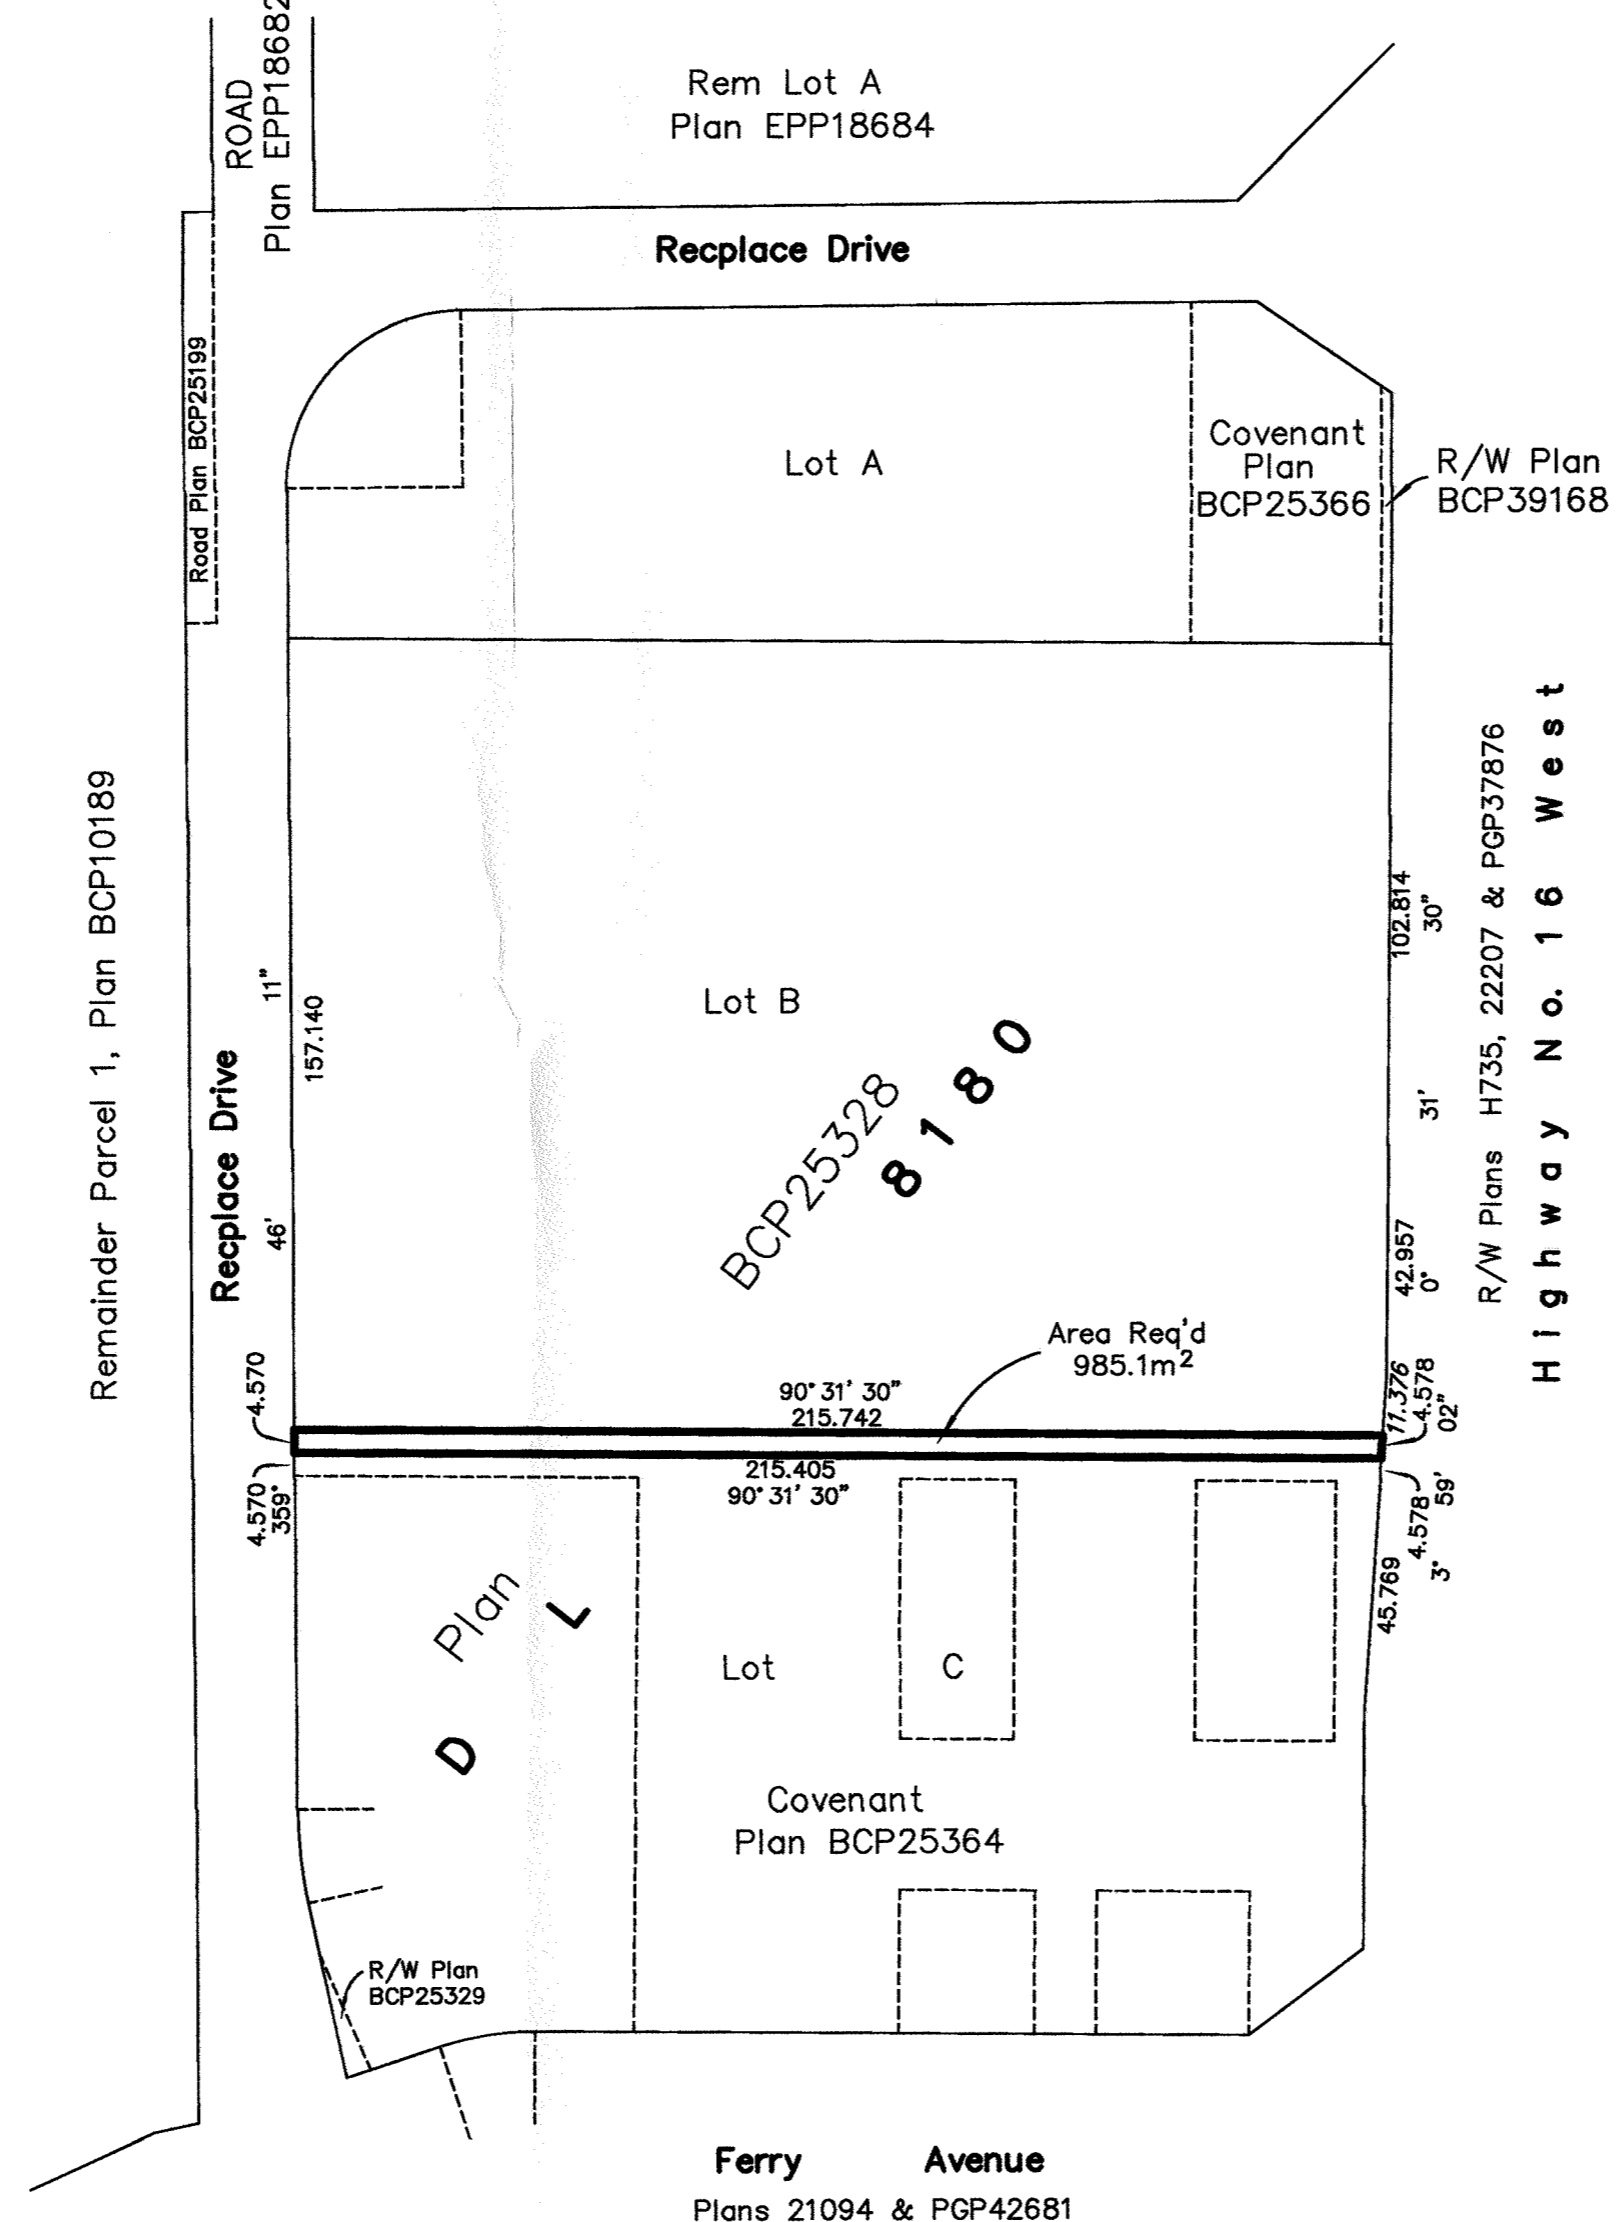 ROAD
Plan EPP18682
Rem Lot A
Plan EPP18684
Recplace Drive
Road Plan BCP25199
Lot A
Covenant
Plan
BCP25366
R/W Plan
BCP39168
Remainder Parcel 1, Plan BCP10189
Recplace Drive
359° 46' 11"
157.140
Lot B
Plan BCP25328
D L 8180
102.814
42.957
0° 31' 30"
R/W Plans H735, 22207 & PGP37876
Highway No. 16 West
Area Req'd
985.1m²
4.570
90° 31' 30"
215.742
11.376
4.578
4.570
215.405
90° 31' 30"
4.578
45.769
3° 59' 02"
Lot C
Covenant
Plan BCP25364
R/W Plan
BCP25329
Ferry Avenue
Plans 21094 & PGP42681